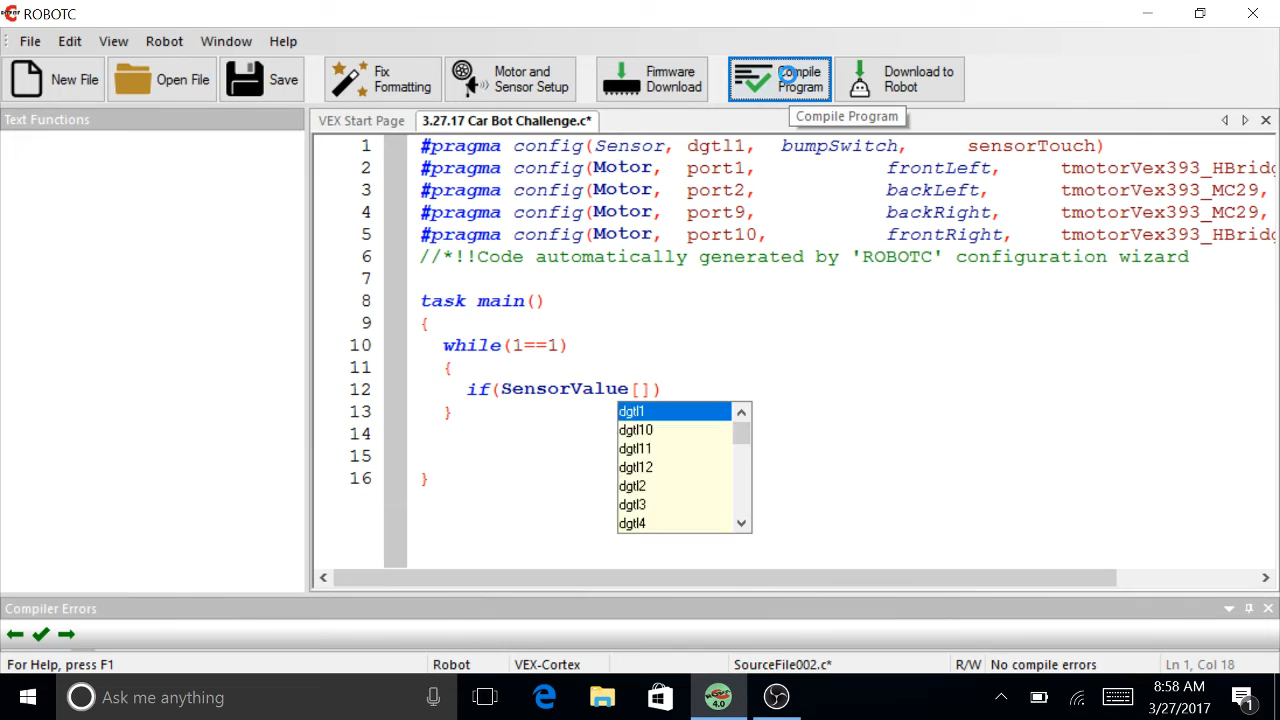 ROBOTC
File Edit View Robot Window Help
New File Open File Save Fix Formatting Motor and Sensor Setup Firmware Download Compile Program Download to Robot
Compile Program
Text Functions
VEX Start Page 3.27.17 Car Bot Challenge.c*
1 #pragma config(Sensor, dgtl1, bumpSwitch, sensorTouch)
2 #pragma config(Motor, port1, frontLeft, tmotorVex393_HBridg
3 #pragma config(Motor, port2, backLeft, tmotorVex393_MC29,
4 #pragma config(Motor, port9, backRight, tmotorVex393_MC29,
5 #pragma config(Motor, port10, frontRight, tmotorVex393_HBridg
6 //*!!Code automatically generated by 'ROBOTC' configuration wizard
7
8 task main()
9 {
10 while(1==1)
11 {
12 if(SensorValue[])
13 }
14
15
16 }
dgtl1
dgtl10
dgtl11
dgtl12
dgtl2
dgtl3
dgtl4
Compiler Errors
For Help, press F1 Robot VEX-Cortex SourceFile002.c* R/W No compile errors Ln 1, Col 18
Ask me anything
4.0
8:58 AM
3/27/2017
1